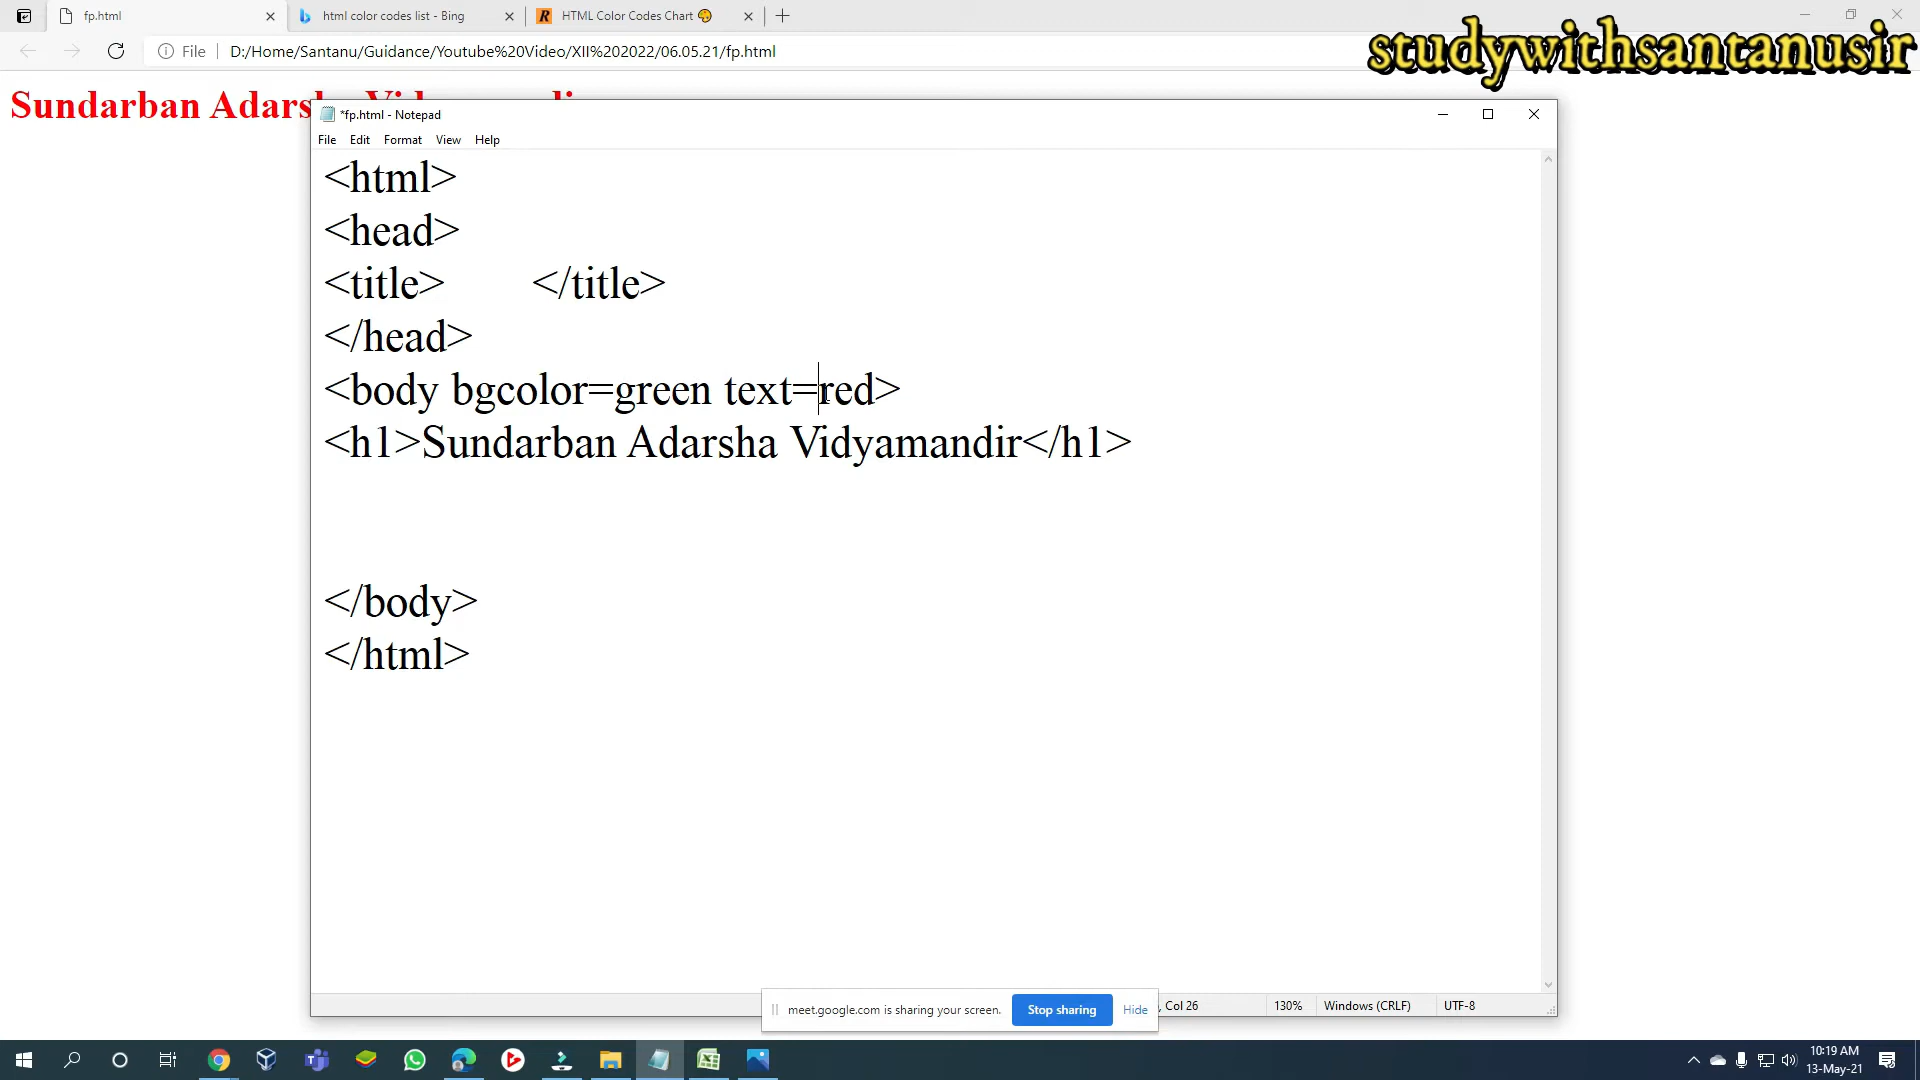 fp.html
html color codes list - Bing
HTML Color Codes Chart
File
D:/Home/Santanu/Guidance/Youtube%20Video/XII%202022/06.05.21/fp.html
studywithsantanusir
*fp.html - Notepad
File Edit Format View Help
<html>
<head>
<title> </title>
</head>
<body bgcolor=green text=red>
<h1>Sundarban Adarsha Vidyamandir</h1>
</body>
</html>
meet.google.com is sharing your screen.
Stop sharing
Hide
Col 26
130%
Windows (CRLF)
UTF-8
10:19 AM
13-May-21